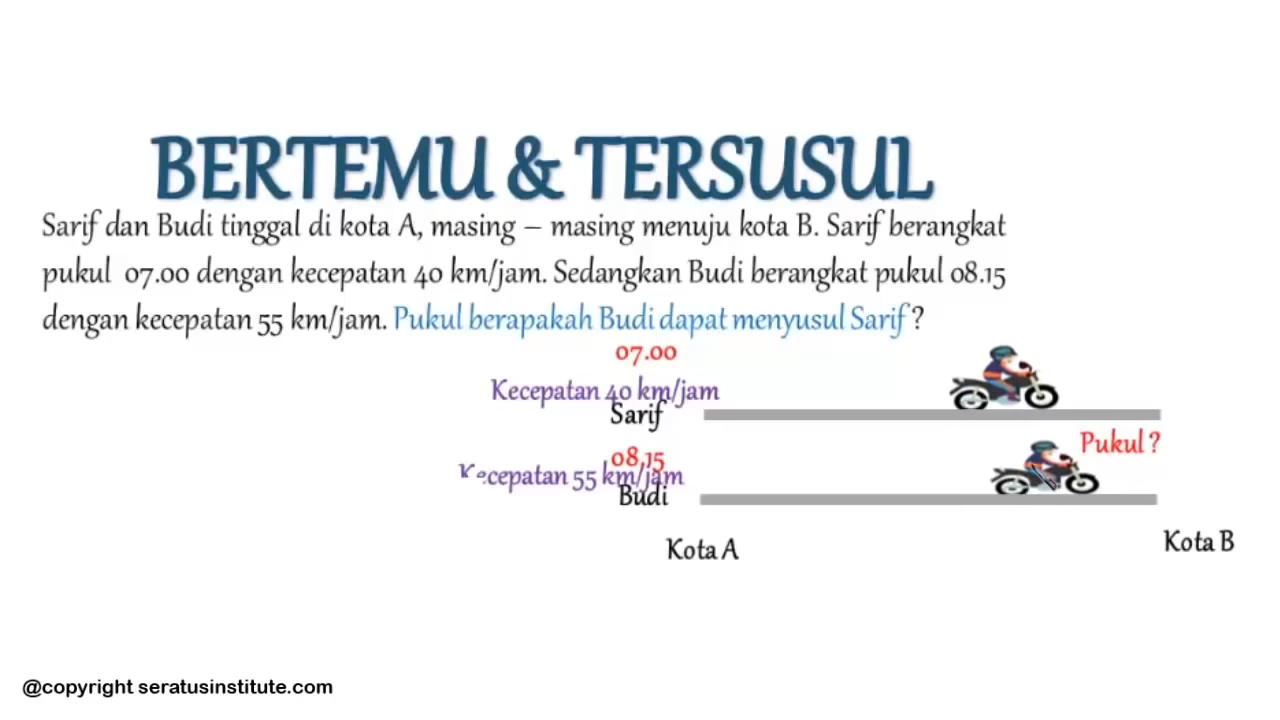 BERTEMU & TERSUSUL
Sarif dan Budi tinggal di kota A, masing – masing menuju kota B. Sarif berangkat
pukul 07.00 dengan kecepatan 40 km/jam. Sedangkan Budi berangkat pukul 08.15
dengan kecepatan 55 km/jam. Pukul berapakah Budi dapat menyusul Sarif ?
07.00
Kecepatan 40 km/jam
Sarif
Pukul ?
08.15
Kecepatan 55 km/jam
Budi
Kota A
Kota B
@copyright seratusinstitute.com